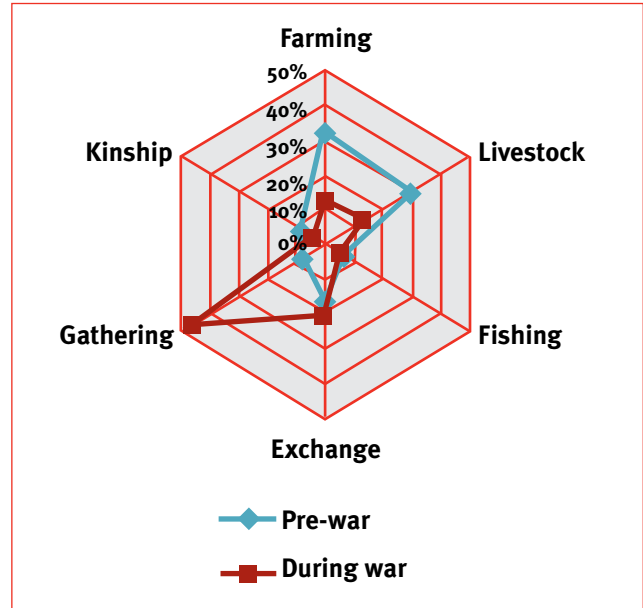 Farming
50%
40%
30%
20%
10%
0%
Kinship
Livestock
Gathering
Fishing
Exchange
Pre-war
During war